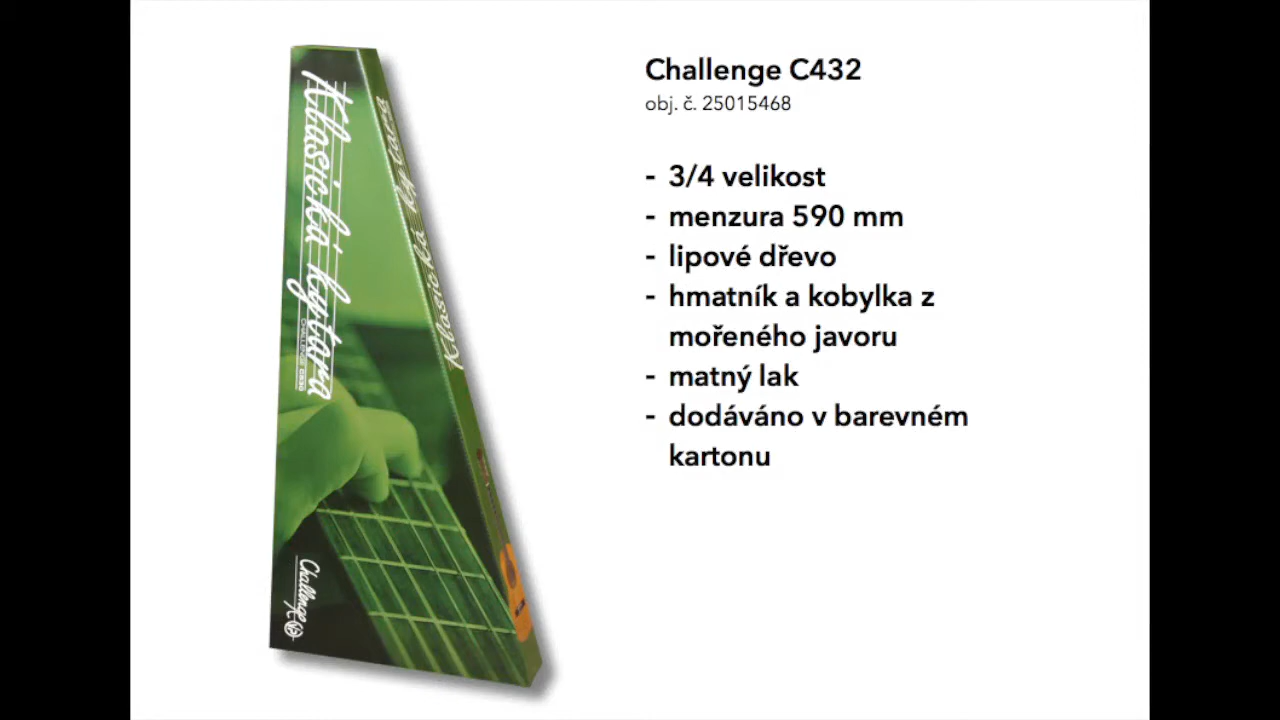 Challenge C432
obj. č. 25015468
- 3/4 velikost
- menzura 590 mm
- lipové dřevo
- hmatník a kobylka z
mořeného javoru
- matný lak
- dodáváno v barevném
kartonu
Klasická kytara
Klasická kytara
Challenge